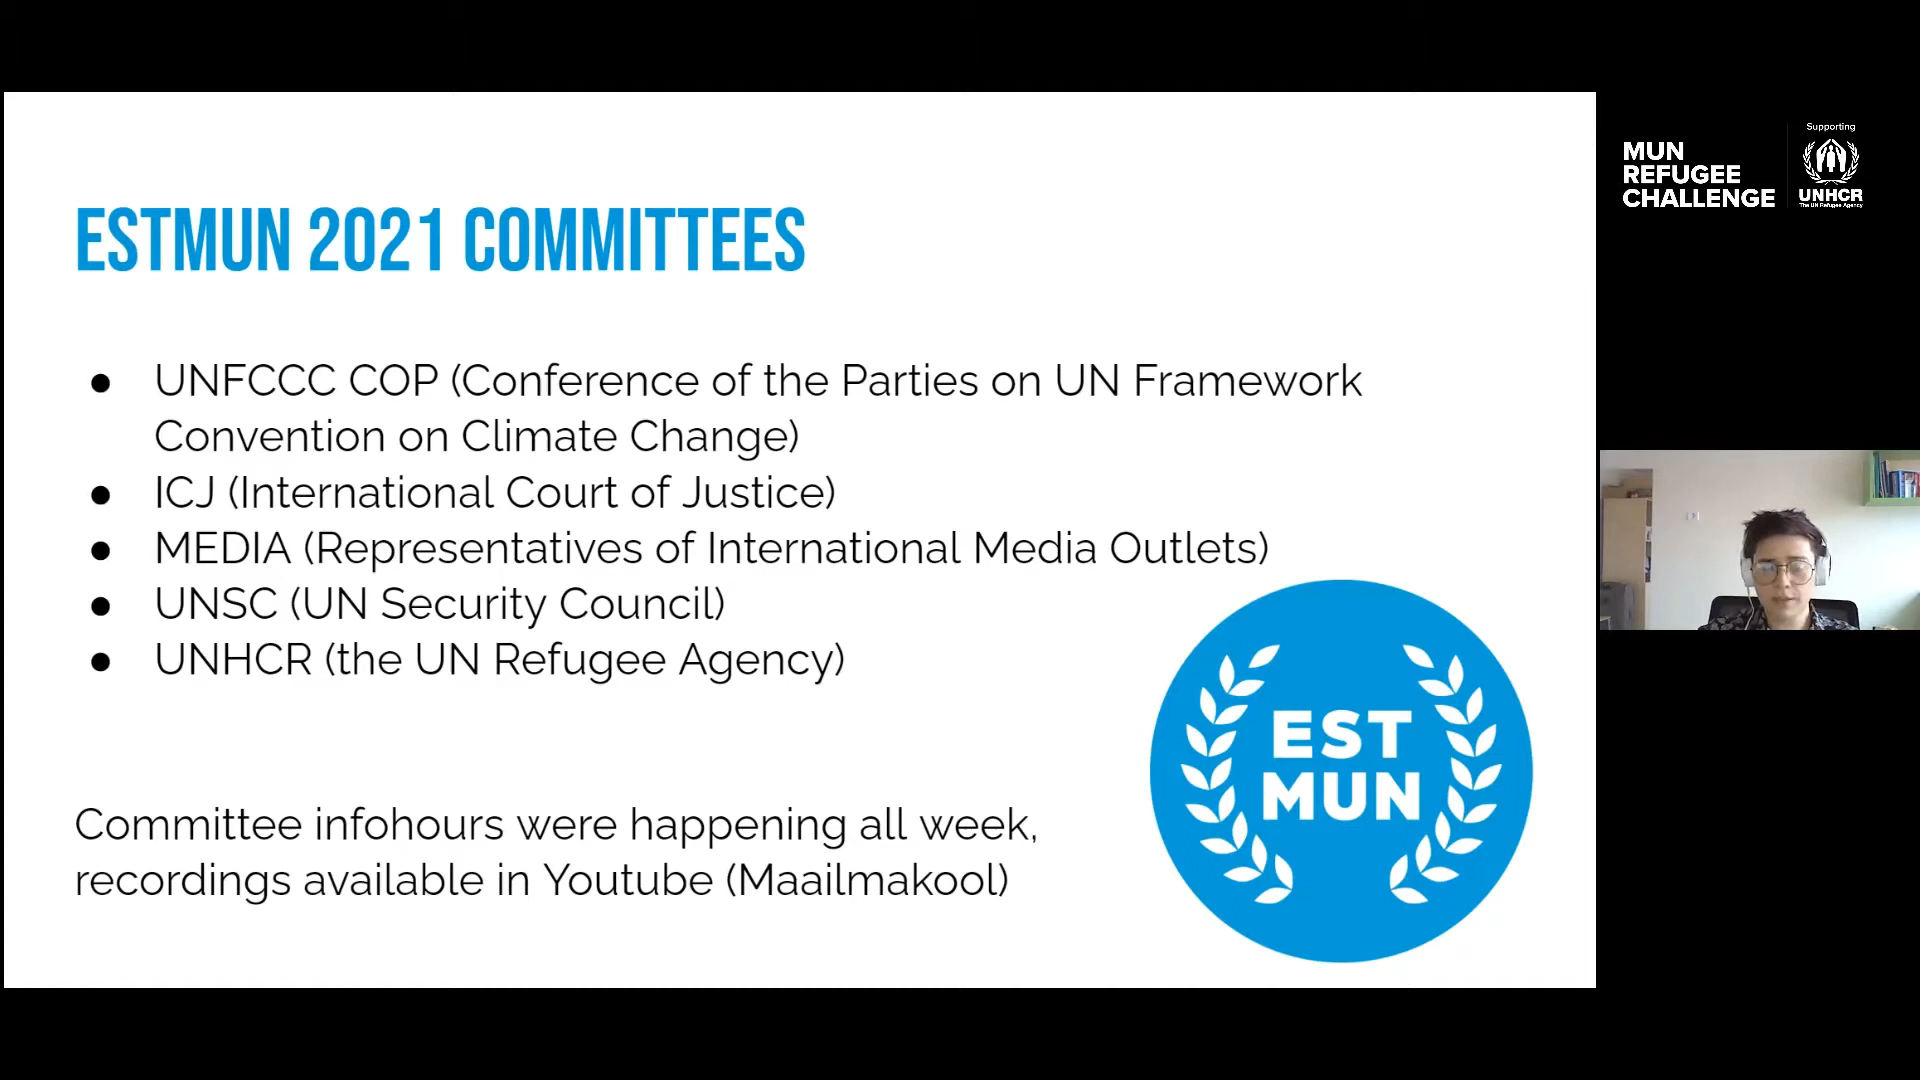 ESTMUN 2021 COMMITTEES
● UNFCCC COP (Conference of the Parties on UN Framework
Convention on Climate Change)
● ICJ (International Court of Justice)
● MEDIA (Representatives of International Media Outlets)
● UNSC (UN Security Council)
● UNHCR (the UN Refugee Agency)
Committee infohours were happening all week,
recordings available in Youtube (Maailmakool)
EST
MUN
MUN
REFUGEE
CHALLENGE
Supporting
UNHCR
The UN Refugee Agency